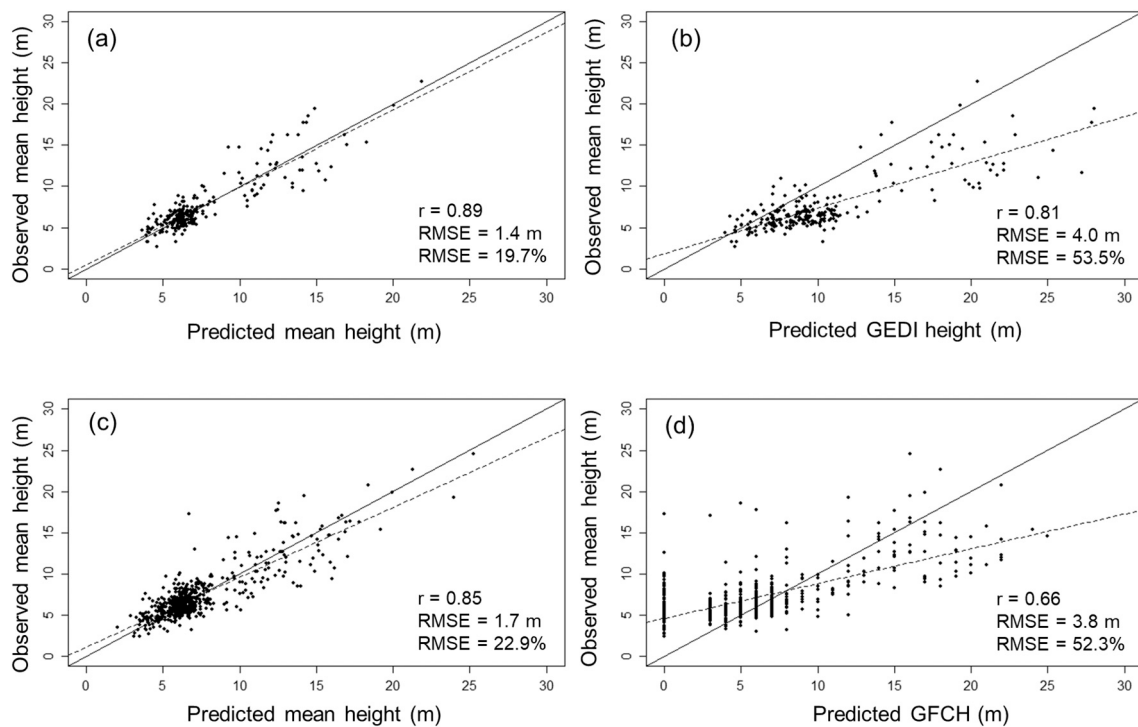 (a)
Observed mean height (m)
30
25
20
15
10
5
0
r = 0.89
RMSE = 1.4 m
RMSE = 19.7%
0 5 10 15 20 25 30
Predicted mean height (m)
(b)
Observed mean height (m)
30
25
20
15
10
5
0
r = 0.81
RMSE = 4.0 m
RMSE = 53.5%
0 5 10 15 20 25 30
Predicted GEDI height (m)
(c)
Observed mean height (m)
30
25
20
15
10
5
0
r = 0.85
RMSE = 1.7 m
RMSE = 22.9%
0 5 10 15 20 25 30
Predicted mean height (m)
(d)
Observed mean height (m)
30
25
20
15
10
5
0
r = 0.66
RMSE = 3.8 m
RMSE = 52.3%
0 5 10 15 20 25 30
Predicted GFCH (m)